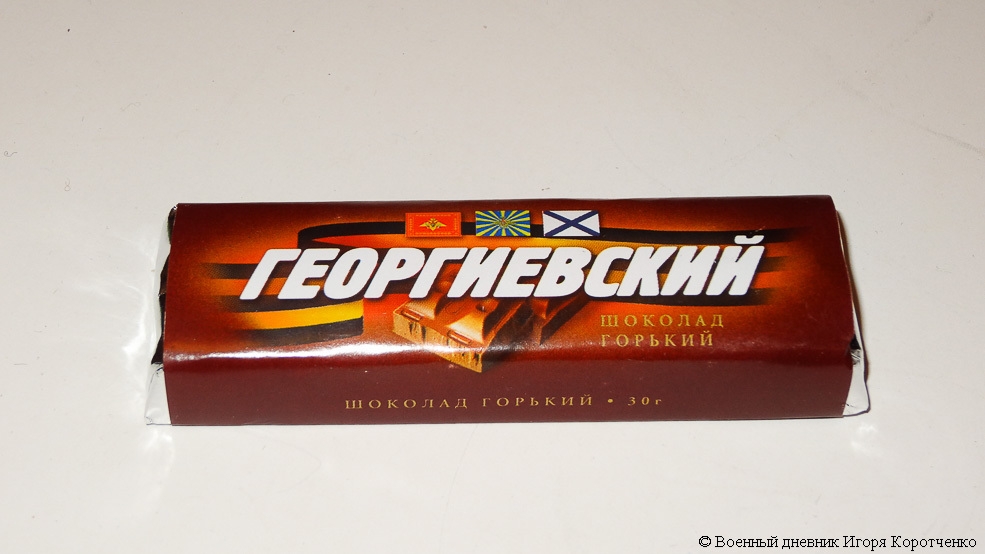 ГЕОРГИЕВСКИЙ
ШОКОЛАД
ГОРЬКИЙ
ШОКОЛАД ГОРЬКИЙ • 30г
© Военный дневник Игоря Коротченко